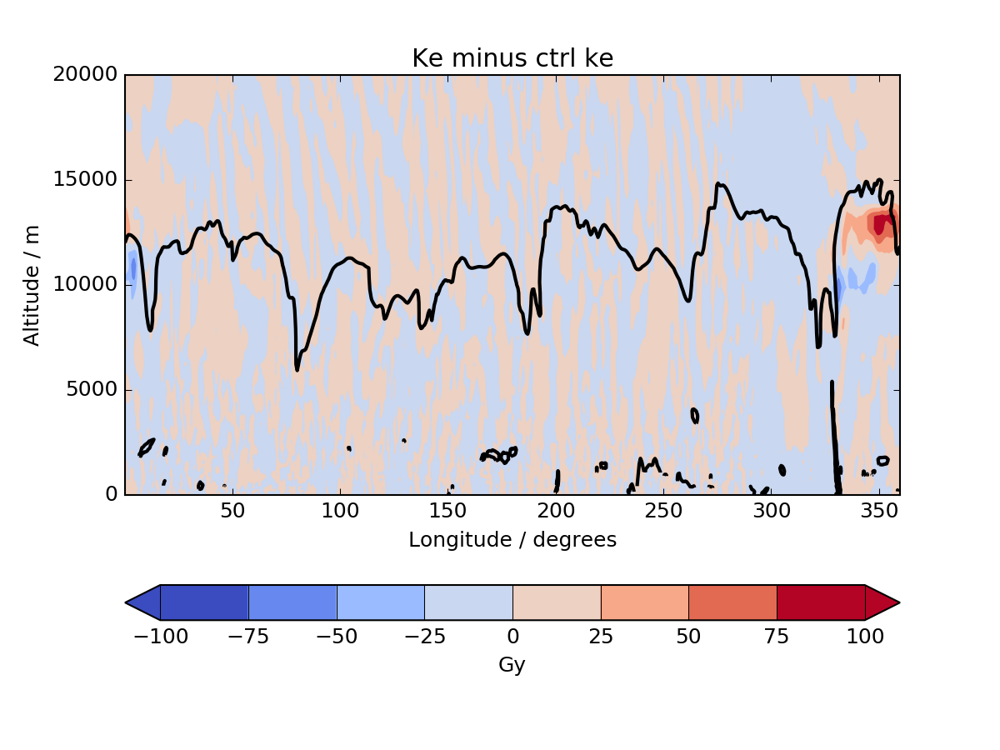 Ke minus ctrl ke
20000
15000
10000
5000
0
Altitude / m
50 100 150 200 250 300 350
Longitude / degrees
−100 −75 −50 −25 0 25 50 75 100
Gy